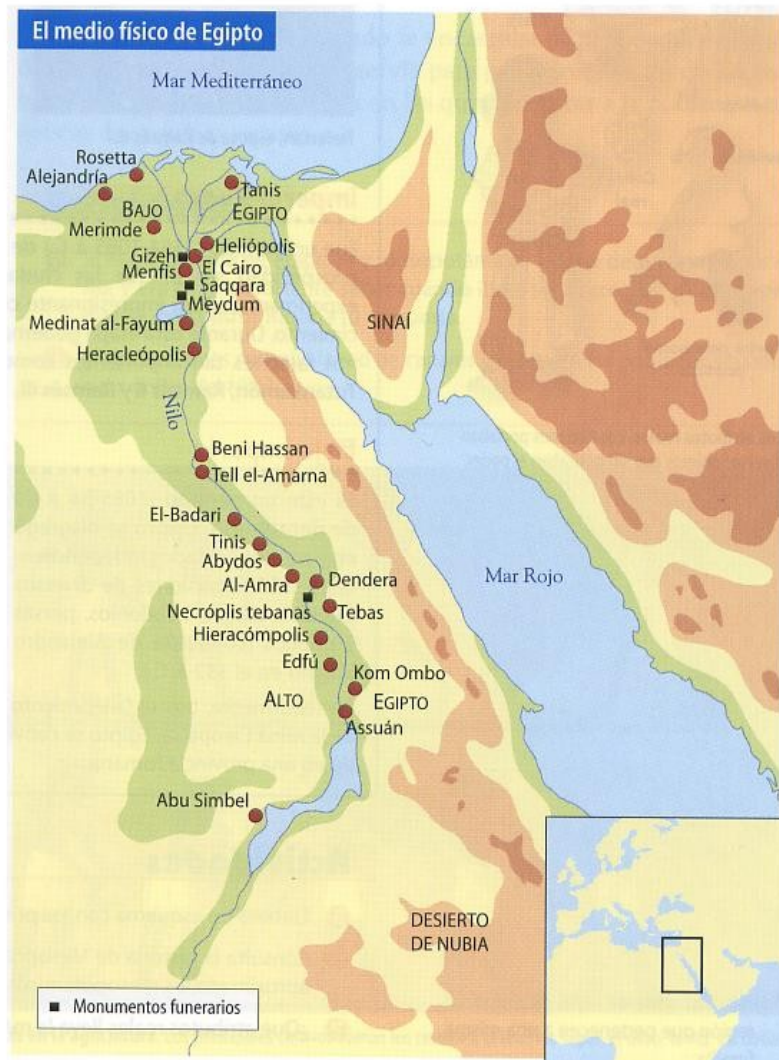 El medio físico de Egipto
Mar Mediterráneo
Rosetta
Alejandría
Tanis
BAJO
EGIPTO
Merimde
Heliópolis
Gizeh
El Cairo
Menfis
Saqqara
Meydum
Medinat al-Fayum
SINAÍ
Heracleópolis
Nilo
Beni Hassan
Tell el-Amarna
El-Badari
Tinis
Abydos
Al-Amra
Dendera
Mar Rojo
Necróplis tebanas
Tebas
Hieracómpolis
Edfú
Kom Ombo
ALTO
EGIPTO
Assuán
Abu Simbel
DESIERTO
DE NUBIA
Monumentos funerarios